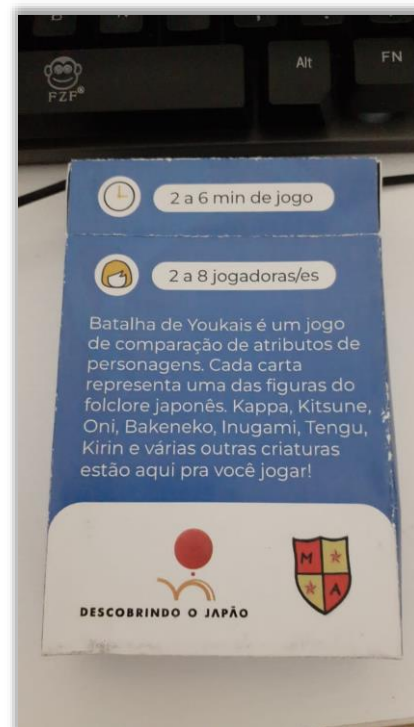 FZF®
Alt
FN
2 a 6 min de jogo
2 a 8 jogadoras/es
Batalha de Youkais é um jogo
de comparação de atributos de
personagens. Cada carta
representa uma das figuras do
folclore japonês. Kappa, Kitsune,
Oni, Bakeneko, Inugami, Tengu,
Kirin e várias outras criaturas
estão aqui pra você jogar!
DESCOBRINDO O JAPÃO
M
A